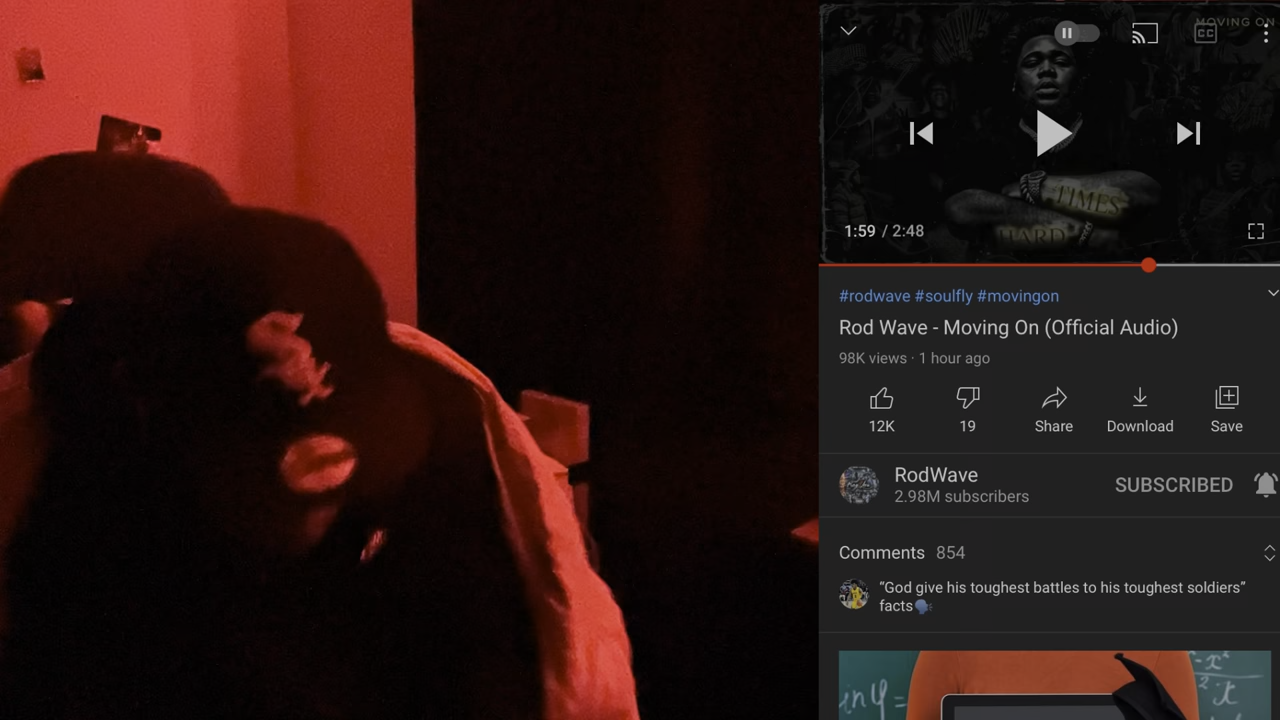 MOVING ON
CC
TIMES
HARD
1:59 / 2:48
#rodwave #soulfly #movingon
Rod Wave - Moving On (Official Audio)
98K views · 1 hour ago
12K 19 Share Download Save
RodWave
2.98M subscribers
SUBSCRIBED
Comments 854
“God give his toughest battles to his toughest soldiers”
facts🗣